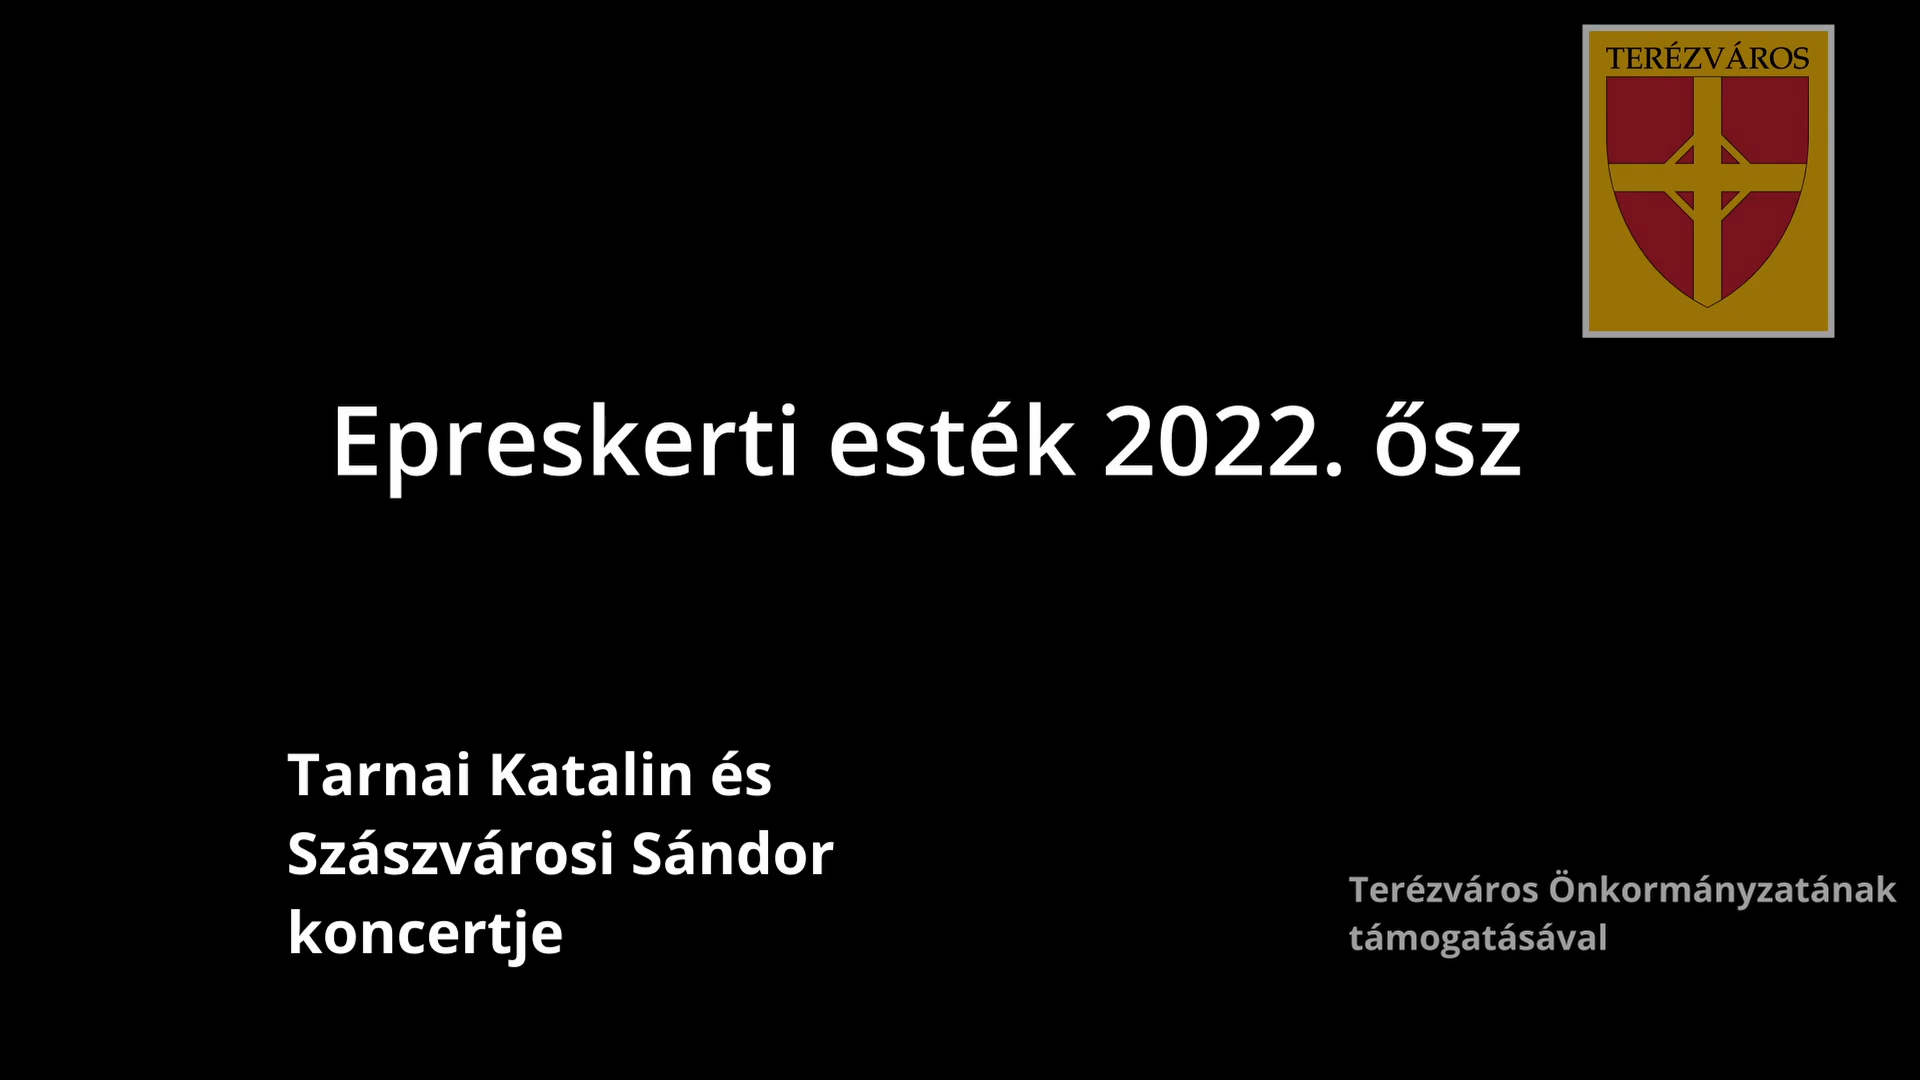 TERÉZVÁROS
Epreskerti esték 2022. ősz
Tarnai Katalin és
Szászvárosi Sándor
koncertje
Terézváros Önkormányzatának
támogatásával